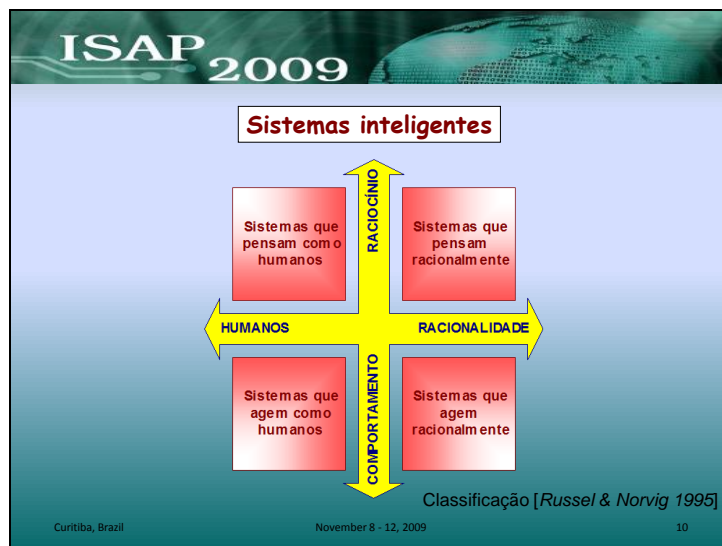 ISAP 2009
Sistemas inteligentes
RACIOCÍNIO
Sistemas que
pensam como
humanos
Sistemas que
pensam
racionalmente
HUMANOS
RACIONALIDADE
COMPORTAMENTO
Sistemas que
agem como
humanos
Sistemas que
agem
racionalmente
Classificação [Russel & Norvig 1995]
Curitiba, Brazil
November 8 - 12, 2009
10